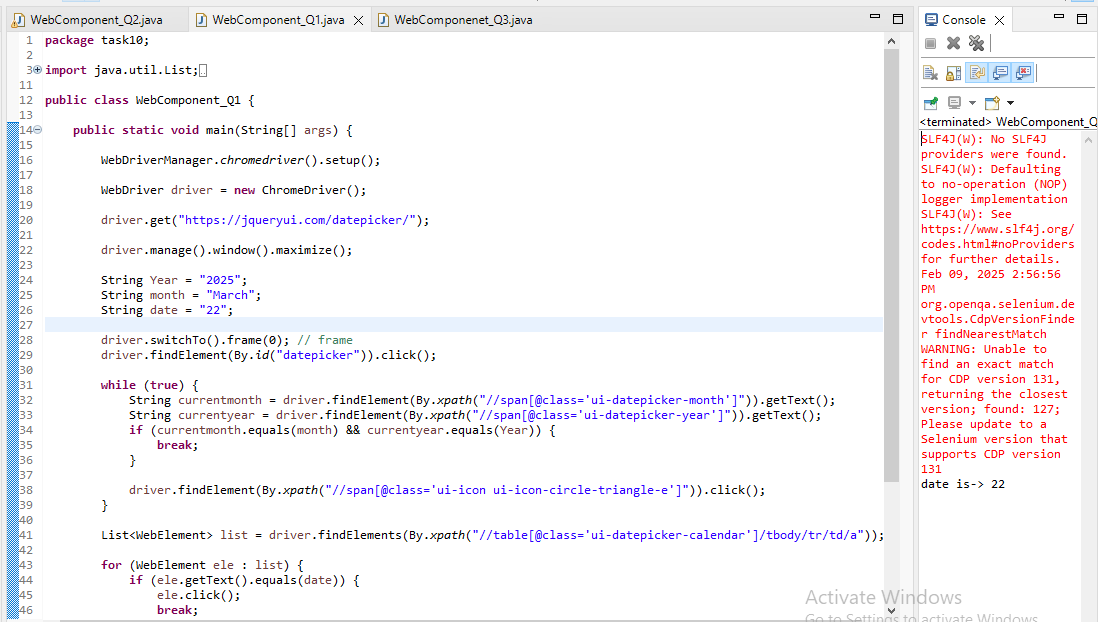 WebComponent_Q2.java
WebComponent_Q1.java
WebComponenet_Q3.java
1 package task10;
2
3 import java.util.List;
11
12 public class WebComponent_Q1 {
13
14 public static void main(String[] args) {
15
16 WebDriverManager.chromedriver().setup();
17
18 WebDriver driver = new ChromeDriver();
19
20 driver.get("https://jqueryui.com/datepicker/");
21
22 driver.manage().window().maximize();
23
24 String Year = "2025";
25 String month = "March";
26 String date = "22";
27
28 driver.switchTo().frame(0); // frame
29 driver.findElement(By.id("datepicker")).click();
30
31 while (true) {
32 String currentmonth = driver.findElement(By.xpath("//span[@class='ui-datepicker-month']")).getText();
33 String currentyear = driver.findElement(By.xpath("//span[@class='ui-datepicker-year']")).getText();
34 if (currentmonth.equals(month) && currentyear.equals(Year)) {
35 break;
36 }
37
38 driver.findElement(By.xpath("//span[@class='ui-icon ui-icon-circle-triangle-e']")).click();
39 }
40
41 List<WebElement> list = driver.findElements(By.xpath("//table[@class='ui-datepicker-calendar']/tbody/tr/td/a"));
42
43 for (WebElement ele : list) {
44 if (ele.getText().equals(date)) {
45 ele.click();
46 break;
Console
<terminated> WebComponent_Q
SLF4J(W): No SLF4J
providers were found.
SLF4J(W): Defaulting
to no-operation (NOP)
logger implementation
SLF4J(W): See
https://www.slf4j.org/
codes.html#noProviders
for further details.
Feb 09, 2025 2:56:56
PM
org.openqa.selenium.de
vtools.CdpVersionFinde
r findNearestMatch
WARNING: Unable to
find an exact match
for CDP version 131,
returning the closest
version; found: 127;
Please update to a
Selenium version that
supports CDP version
131
date is-> 22
Activate Windows
Go to Settings to activate Windows